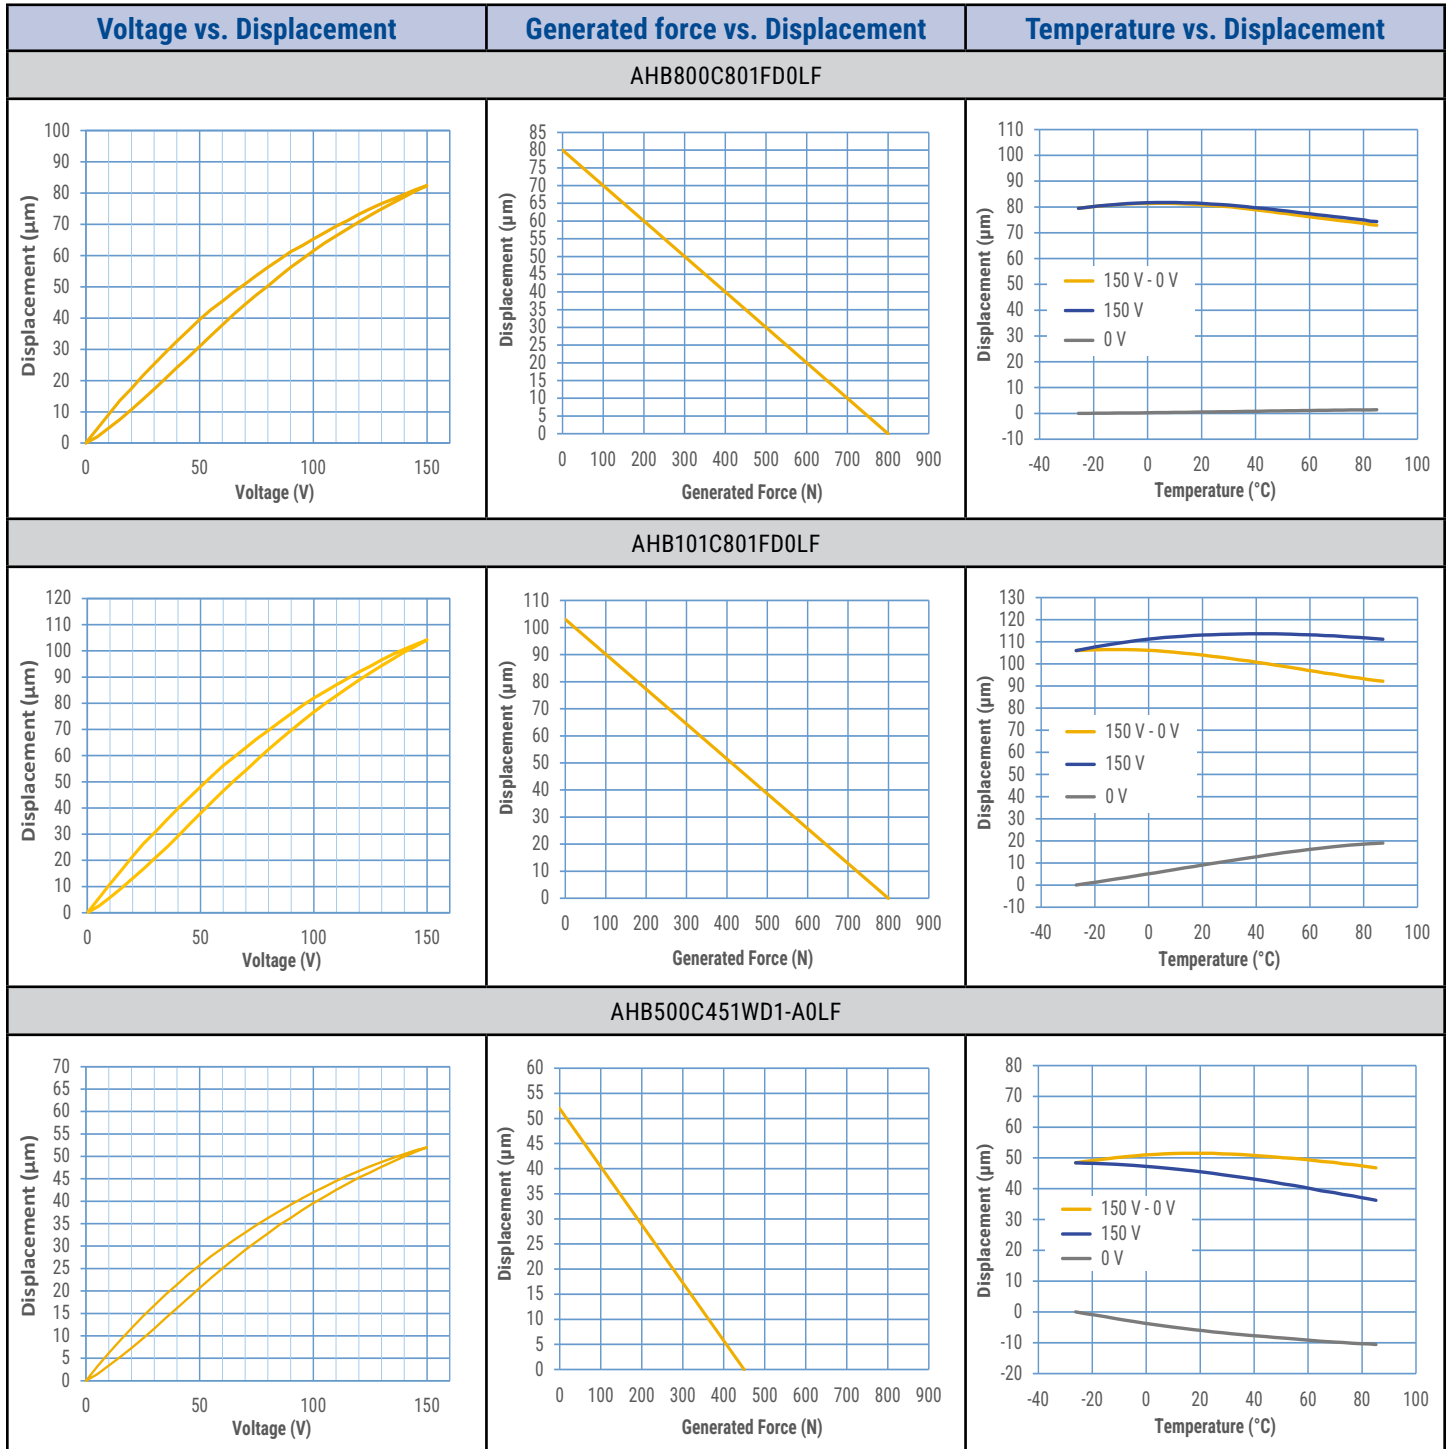 Voltage vs. Displacement
Generated force vs. Displacement
Temperature vs. Displacement
AHB800C801FD0LF
100
90
80
70
60
50
40
30
20
10
0
0 50 100 150
Displacement (µm)
Voltage (V)
85
80
75
70
65
60
55
50
45
40
35
30
25
20
15
10
5
0
0 100 200 300 400 500 600 700 800 900
Displacement (µm)
Generated Force (N)
110
100
90
80
70
60
50
40
30
20
10
0
-10
-40 -20 0 20 40 60 80 100
Displacement (µm)
Temperature (°C)
150 V - 0 V
150 V
0 V
AHB101C801FD0LF
120
110
100
90
80
70
60
50
40
30
20
10
0
0 50 100 150
Displacement (µm)
Voltage (V)
110
100
90
80
70
60
50
40
30
20
10
0
0 100 200 300 400 500 600 700 800 900
Displacement (µm)
Generated Force (N)
130
120
110
100
90
80
70
60
50
40
30
20
10
0
-10
-40 -20 0 20 40 60 80 100
Displacement (µm)
Temperature (°C)
150 V - 0 V
150 V
0 V
AHB500C451WD1-A0LF
70
65
60
55
50
45
40
35
30
25
20
15
10
5
0
0 50 100 150
Displacement (µm)
Voltage (V)
60
55
50
45
40
35
30
25
20
15
10
5
0
0 100 200 300 400 500 600 700 800 900
Displacement (µm)
Generated Force (N)
80
70
60
50
40
30
20
10
0
-10
-20
-40 -20 0 20 40 60 80 100
Displacement (µm)
Temperature (°C)
150 V - 0 V
150 V
0 V